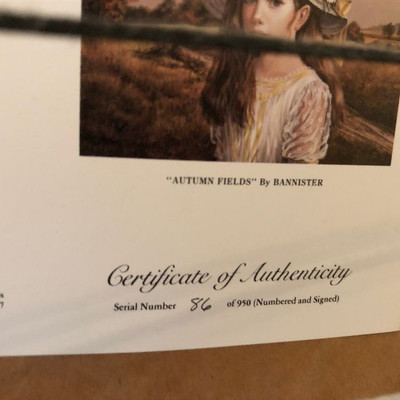 "AUTUMN FIELDS" By BANNISTER
Certificate of Authenticity
Serial Number 86 of 950 (Numbered and Signed)